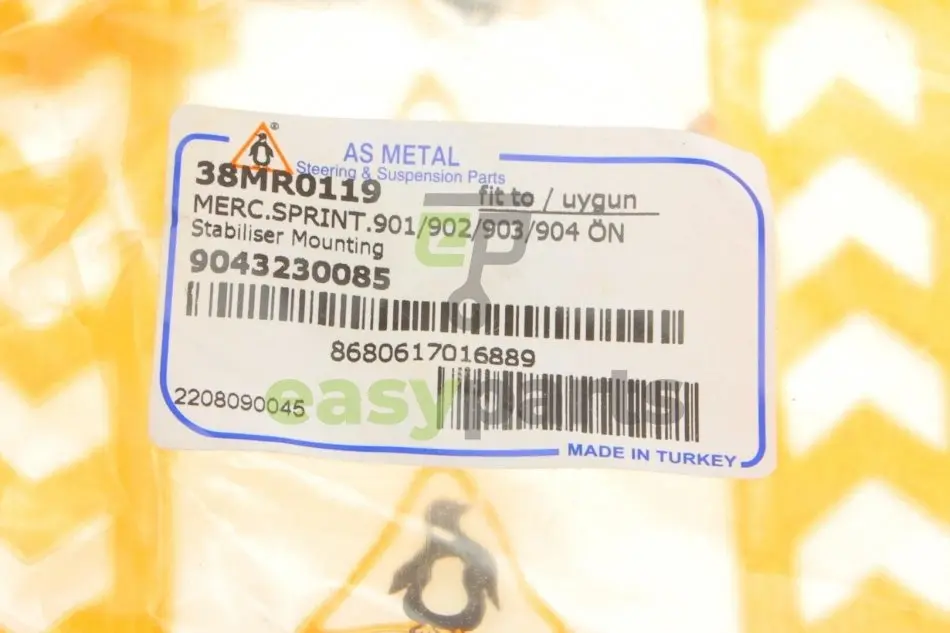 AS METAL
Steering & Suspension Parts
38MR0119
fit to / uygun
MERC.SPRINT.901/902/903/904 ÖN
Stabiliser Mounting
9043230085
8680617016889
2208090045
MADE IN TURKEY
ep
easyparts